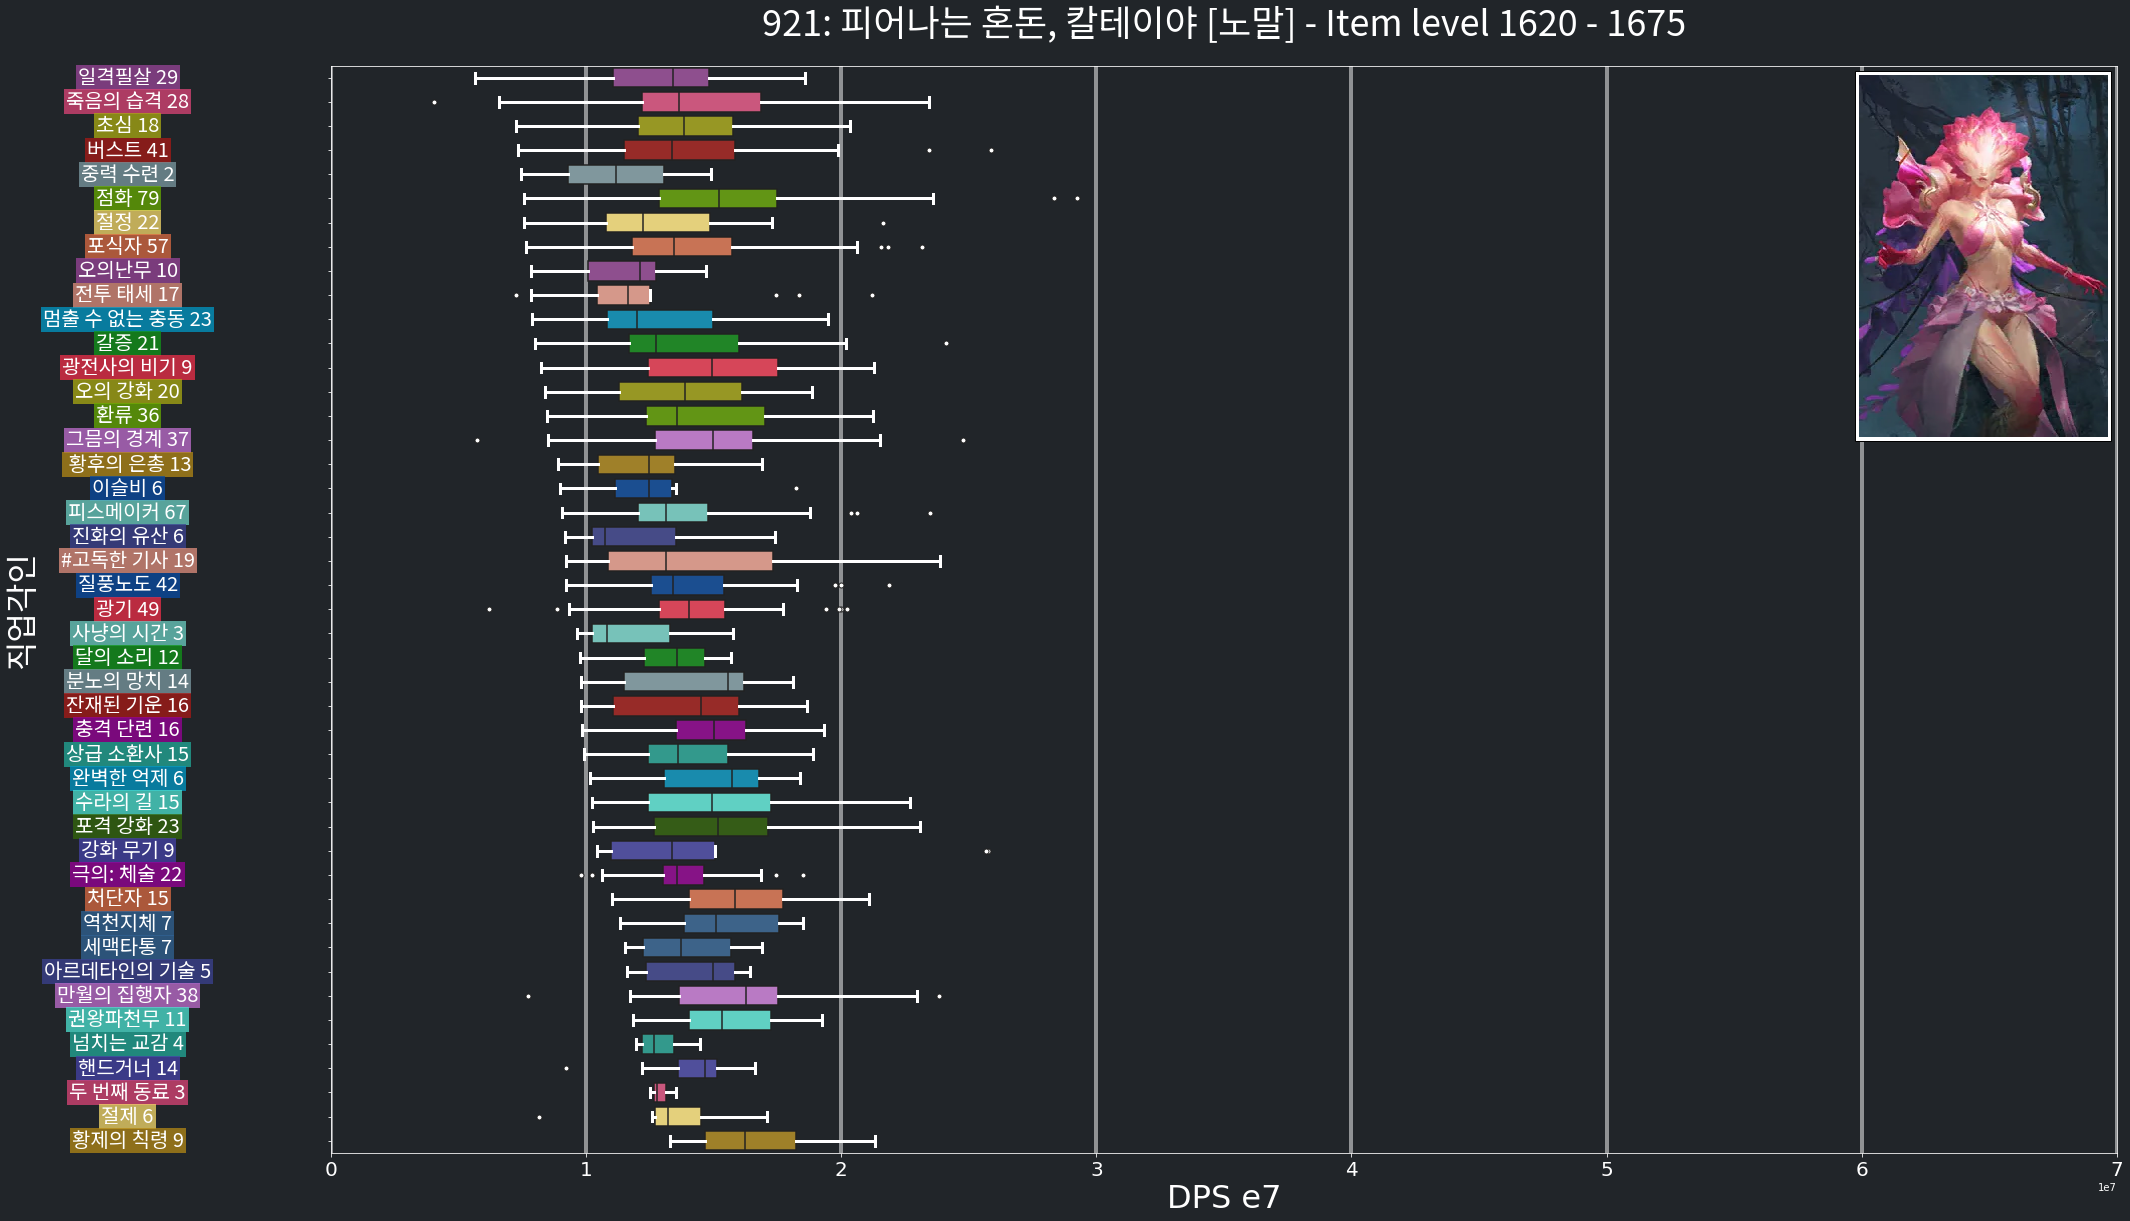 921: 피어나는 혼돈, 칼테이야 [노말] - Item level 1620 - 1675
직업각인
일격필살 29
죽음의 습격 28
초심 18
버스트 41
중력 수련 2
점화 79
절정 22
포식자 57
오의난무 10
전투 태세 17
멈출 수 없는 충동 23
갈증 21
광전사의 비기 9
오의 강화 20
환류 36
그믐의 경계 37
황후의 은총 13
이슬비 6
피스메이커 67
진화의 유산 6
#고독한 기사 19
질풍노도 42
광기 49
사냥의 시간 3
달의 소리 12
분노의 망치 14
잔재된 기운 16
충격 단련 16
상급 소환사 15
완벽한 억제 6
수라의 길 15
포격 강화 23
강화 무기 9
극의: 체술 22
처단자 15
역천지체 7
세맥타통 7
아르데타인의 기술 5
만월의 집행자 38
권왕파천무 11
넘치는 교감 4
핸드거너 14
두 번째 동료 3
절제 6
황제의 칙령 9
0 1 2 3 4 5 6 7
1e7
DPS e7